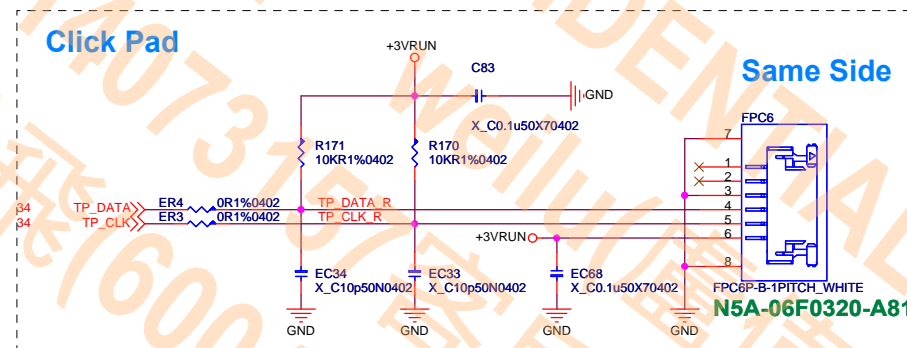 Click Pad
+3VRUN
C83
GND
X_C0.1u50X70402
Same Side
FPC6
R171
10KR1%0402
R170
10KR1%0402
7
1
2
3
4
5
6
8
34 TP_DATA ER4 0R1%0402 TP_DATA_R
34 TP_CLK ER3 0R1%0402 TP_CLK_R
+3VRUN
EC34
X_C10p50N0402
EC33
X_C10p50N0402
EC68
X_C0.1u50X70402
FPC6P-B-1PITCH_WHITE
N5A-06F0320-A81
GND
GND
GND
GND